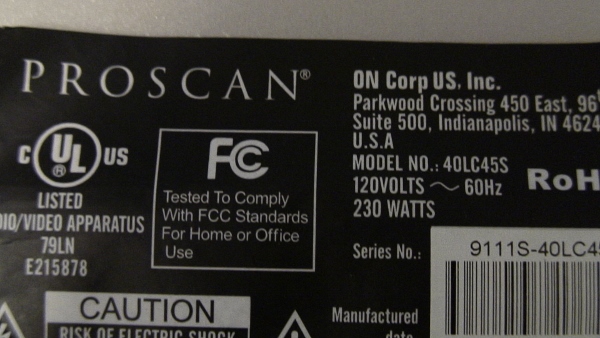 PROSCAN®
ON Corp US, Inc.
Parkwood Crossing 450 East, 96
Suite 500, Indianapolis, IN 4624
U.S.A
MODEL NO.: 40LC45S
120VOLTS ~ 60Hz
230 WATTS
RoH
Series No.:
9111S-40LC45
C UL ® US
LISTED
DIO/VIDEO APPARATUS
79LN
E215878
FC
Tested To Comply
With FCC Standards
For Home or Office
Use
CAUTION
RISK OF ELECTRIC SHOCK
Manufactured
date